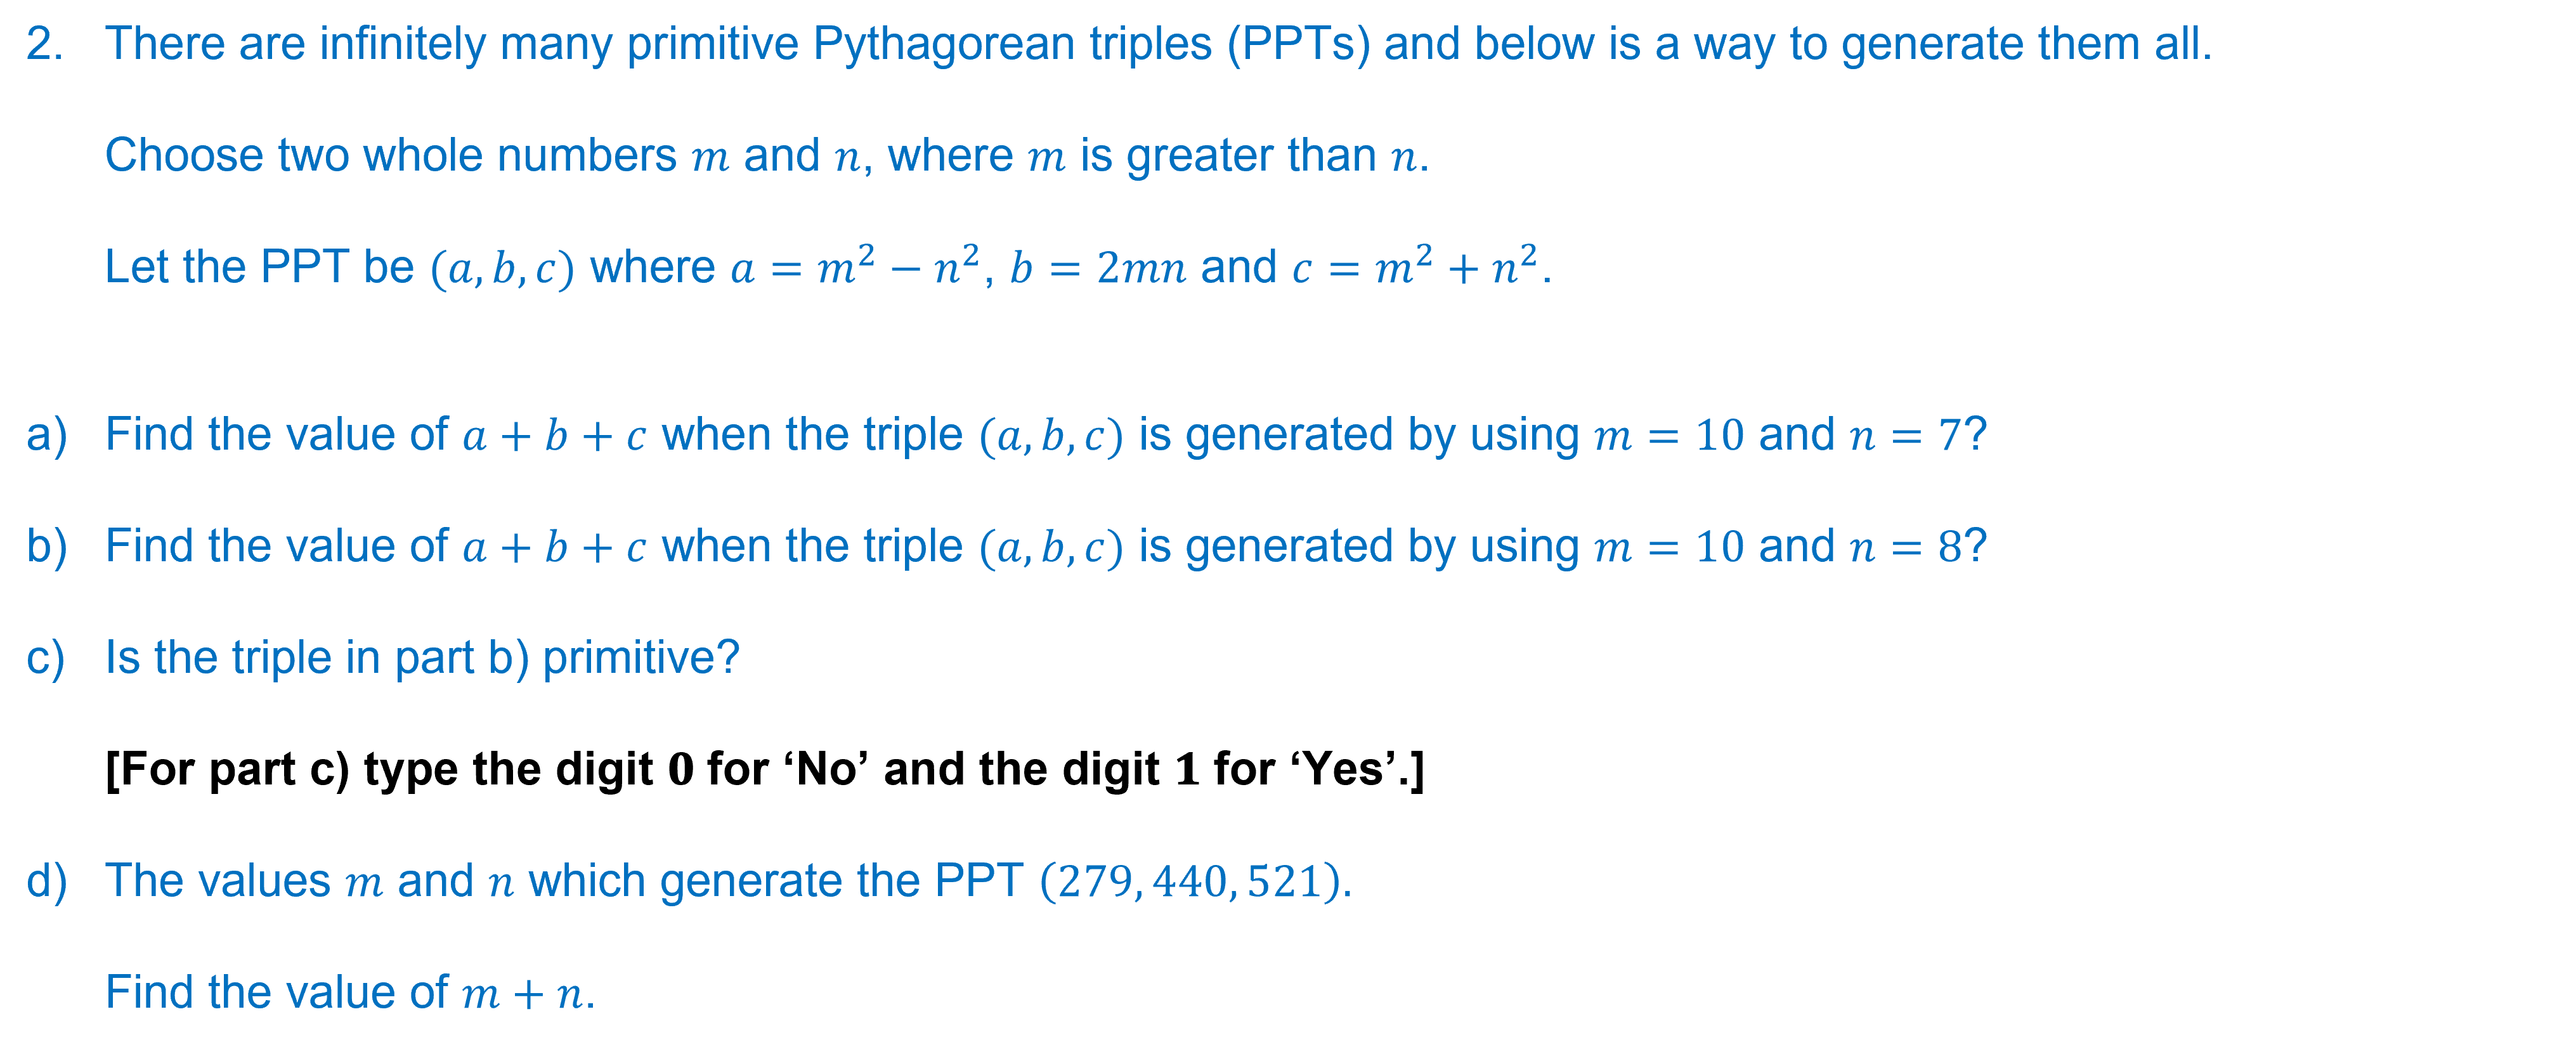 2. There are infinitely many primitive Pythagorean triples (PPTs) and below is a way to generate them all.
Choose two whole numbers m and n, where m is greater than n.
Let the PPT be (a, b, c) where a = m² − n², b = 2mn and c = m² + n².
a) Find the value of a + b + c when the triple (a, b, c) is generated by using m = 10 and n = 7?
b) Find the value of a + b + c when the triple (a, b, c) is generated by using m = 10 and n = 8?
c) Is the triple in part b) primitive?
[For part c) type the digit 0 for ‘No’ and the digit 1 for ‘Yes’.]
d) The values m and n which generate the PPT (279, 440, 521).
Find the value of m + n.